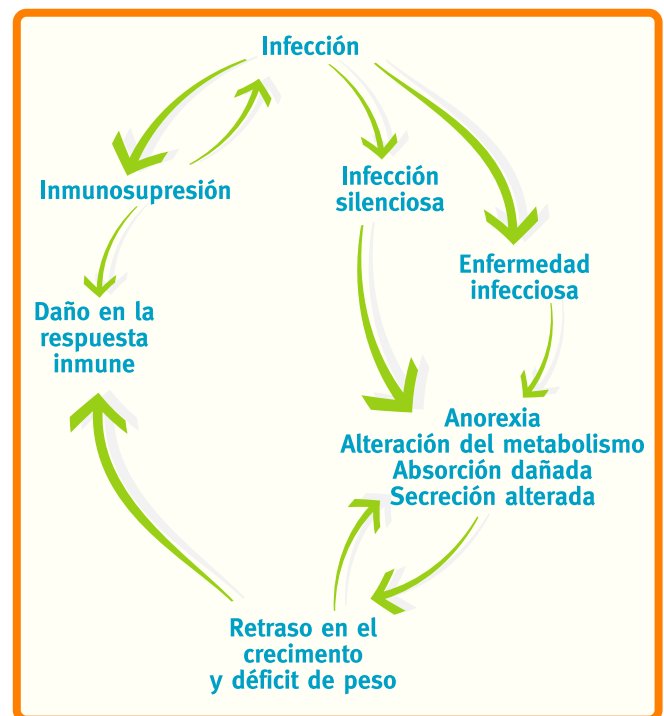 Infección
Inmunosupresión
Infección
silenciosa
Enfermedad
infecciosa
Daño en la
respuesta
inmune
Anorexia
Alteración del metabolismo
Absorción dañada
Secreción alterada
Retraso en el
crecimento
y déficit de peso